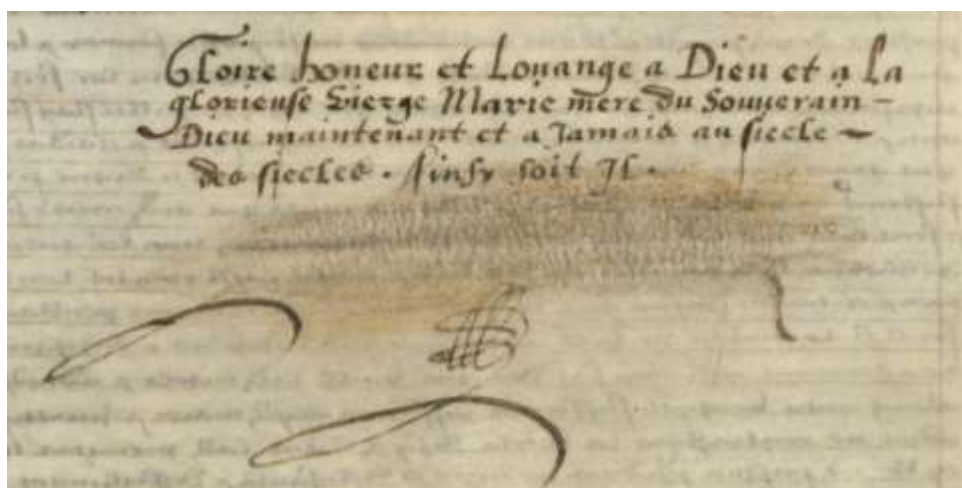 Gloire honeur et Louange a Dieu et a la
glorieuse Vierge Marie mere du Souverain
Dieu maintenant et a Jamais au siecle
des siecles. Ainsy soit Il.